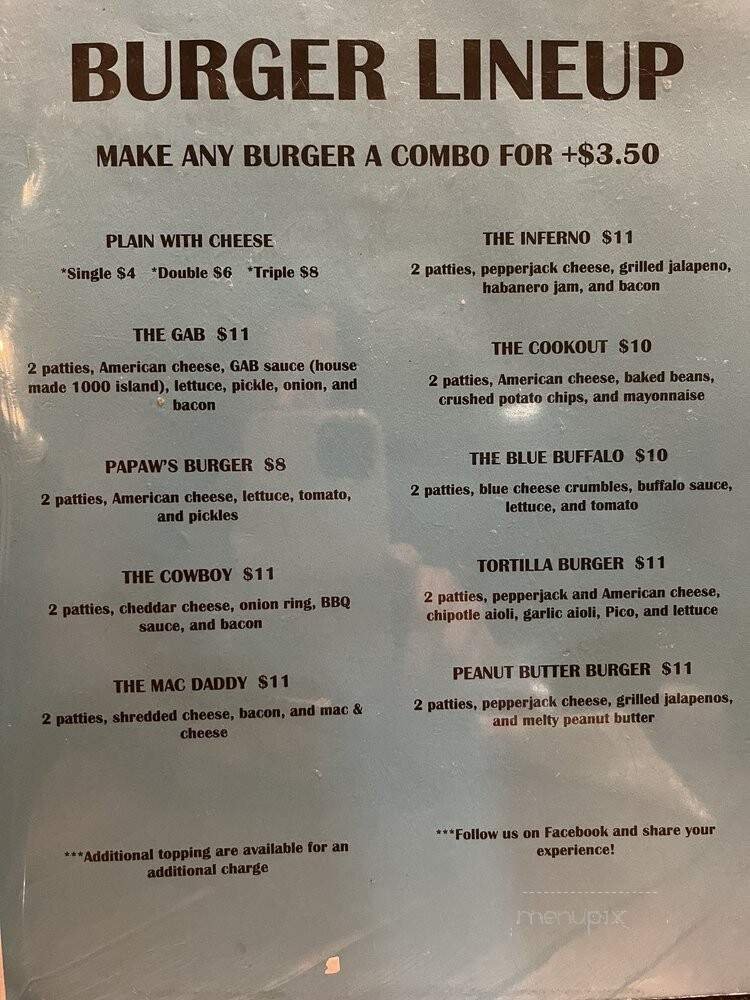 BURGER LINEUP
MAKE ANY BURGER A COMBO FOR +$3.50
PLAIN WITH CHEESE
*Single $4 *Double $6 *Triple $8
THE GAB $11
2 patties, American cheese, GAB sauce (house
made 1000 island), lettuce, pickle, onion, and
bacon
PAPAW'S BURGER $8
2 patties, American cheese, lettuce, tomato,
and pickles
THE COWBOY $11
2 patties, cheddar cheese, onion ring, BBQ
sauce, and bacon
THE MAC DADDY $11
2 patties, shredded cheese, bacon, and mac &
cheese
***Additional topping are available for an
additional charge
THE INFERNO $11
2 patties, pepperjack cheese, grilled jalapeno,
habanero jam, and bacon
THE COOKOUT $10
2 patties, American cheese, baked beans,
crushed potato chips, and mayonnaise
THE BLUE BUFFALO $10
2 patties, blue cheese crumbles, buffalo sauce,
lettuce, and tomato
TORTILLA BURGER $11
2 patties, pepperjack and American cheese,
chipotle aioli, garlic aioli, Pico, and lettuce
PEANUT BUTTER BURGER $11
2 patties, pepperjack cheese, grilled jalapenos,
and melty peanut butter
***Follow us on Facebook and share your
experience!
menupix